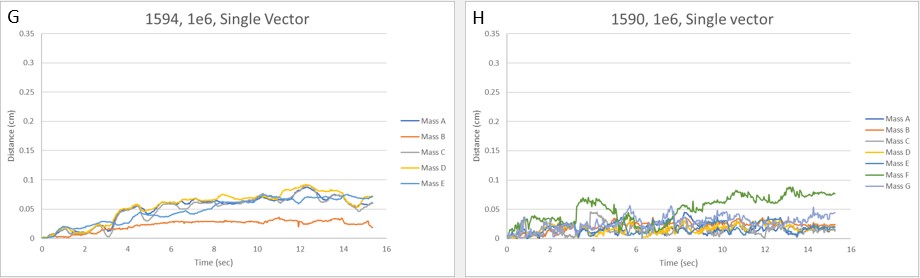 G
1594, 1e6, Single Vector
0.35
0.3
0.25
0.2
0.15
0.1
0.05
0
Distance (cm)
4
6
8
10
12
14
16
Time (sec)
Mass A
Mass B
Mass C
Mass D
Mass E
H
1590, 1e6, Single vector
0.35
0.3
0.25
0.2
0.15
0.1
0.05
0
Distance (cm)
0
2
4
6
8
10
12
14
16
Time (sec)
Mass A
Mass B
Mass C
Mass D
Mass E
Mass F
Mass G